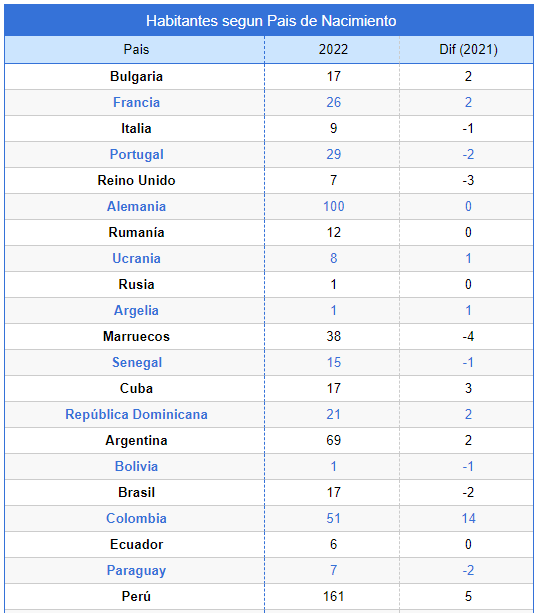 Habitantes segun Pais de Nacimiento
Pais 2022 Dif (2021)
Bulgaria 17 2
Francia 26 2
Italia 9 -1
Portugal 29 -2
Reino Unido 7 -3
Alemania 100 0
Rumanía 12 0
Ucrania 8 1
Rusia 1 0
Argelia 1 1
Marruecos 38 -4
Senegal 15 -1
Cuba 17 3
República Dominicana 21 2
Argentina 69 2
Bolivia 1 -1
Brasil 17 -2
Colombia 51 14
Ecuador 6 0
Paraguay 7 -2
Perú 161 5